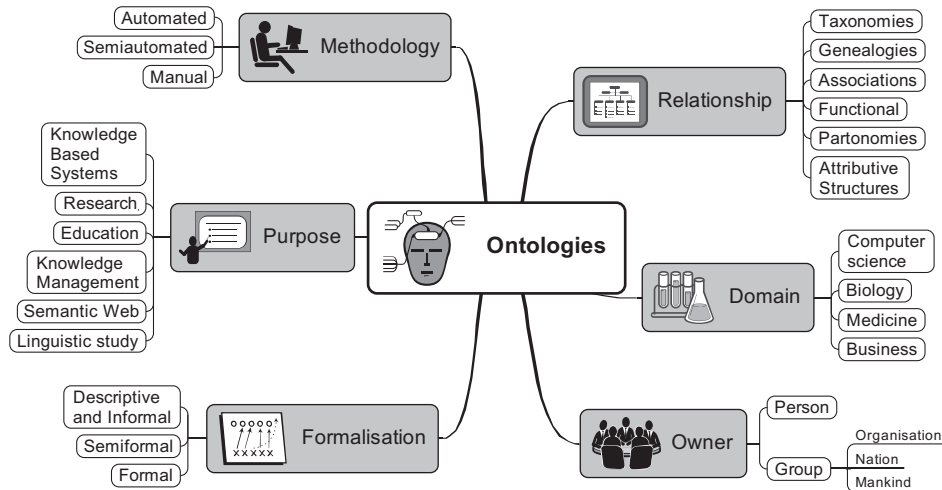 Automated
Semiautomated
Manual
Methodology
Knowledge
Based
Systems
Research
Education
Knowledge
Management
Semantic Web
Linguistic study
Purpose
Descriptive
and Informal
Semiformal
Formal
Formalisation
Ontologies
Relationship
Taxonomies
Genealogies
Associations
Functional
Partonomies
Attributive
Structures
Domain
Computer
science
Biology
Medicine
Business
Owner
Person
Group
Organisation
Nation
Mankind